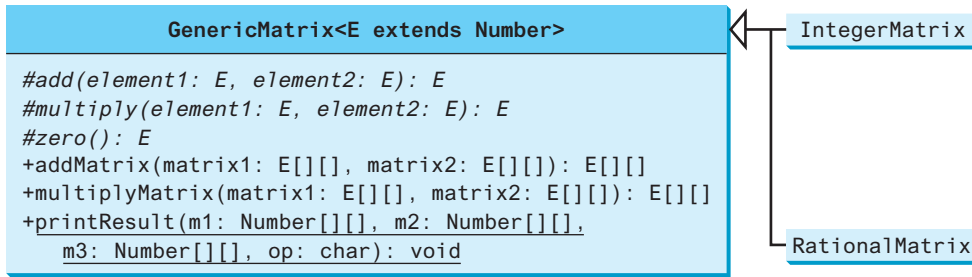 GenericMatrix<E extends Number>
IntegerMatrix
#add(element1: E, element2: E): E
#multiply(element1: E, element2: E): E
#zero(): E
+addMatrix(matrix1: E[][], matrix2: E[][]): E[][]
+multiplyMatrix(matrix1: E[][], matrix2: E[][]): E[][]
+printResult(m1: Number[][], m2: Number[][],
m3: Number[][], op: char): void
RationalMatrix